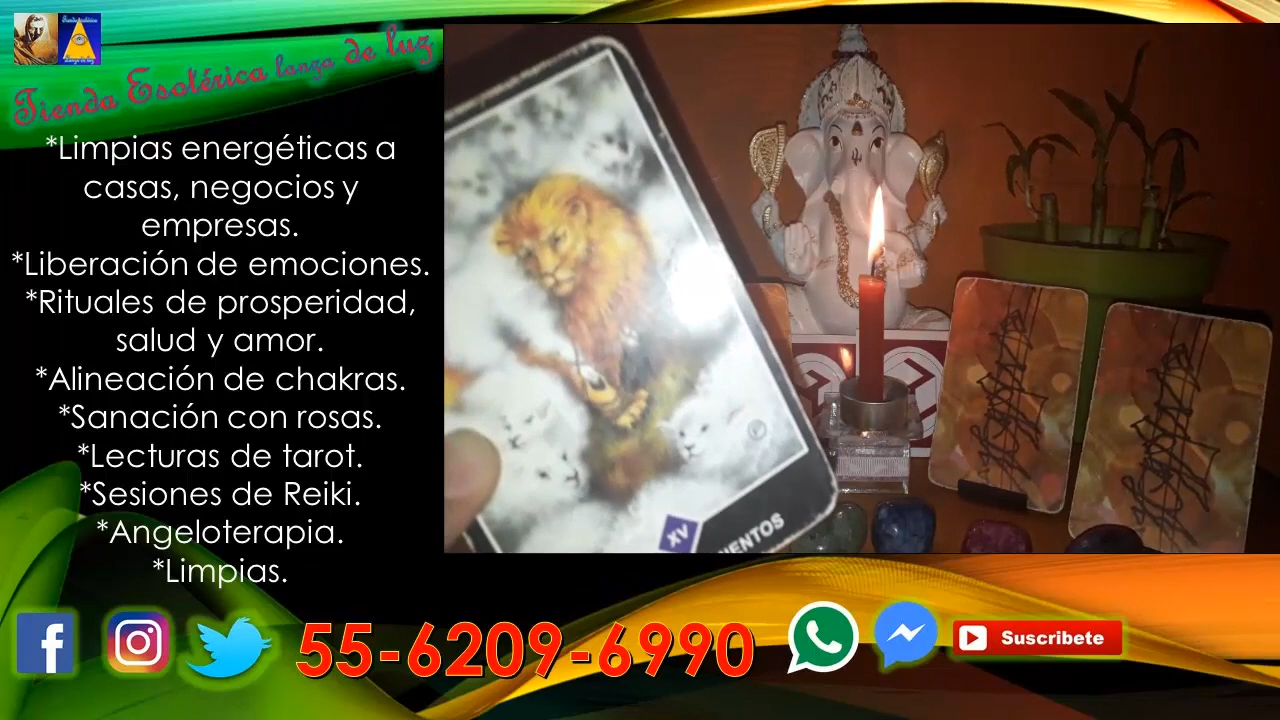 Tienda Esotérica lanza de luz
*Limpias energéticas a
casas, negocios y
empresas.
*Liberación de emociones.
*Rituales de prosperidad,
salud y amor.
*Alineación de chakras.
*Sanación con rosas.
*Lecturas de tarot.
*Sesiones de Reiki.
*Angeloterapia.
*Limpias.
XV
55-6209-6990
Suscribete